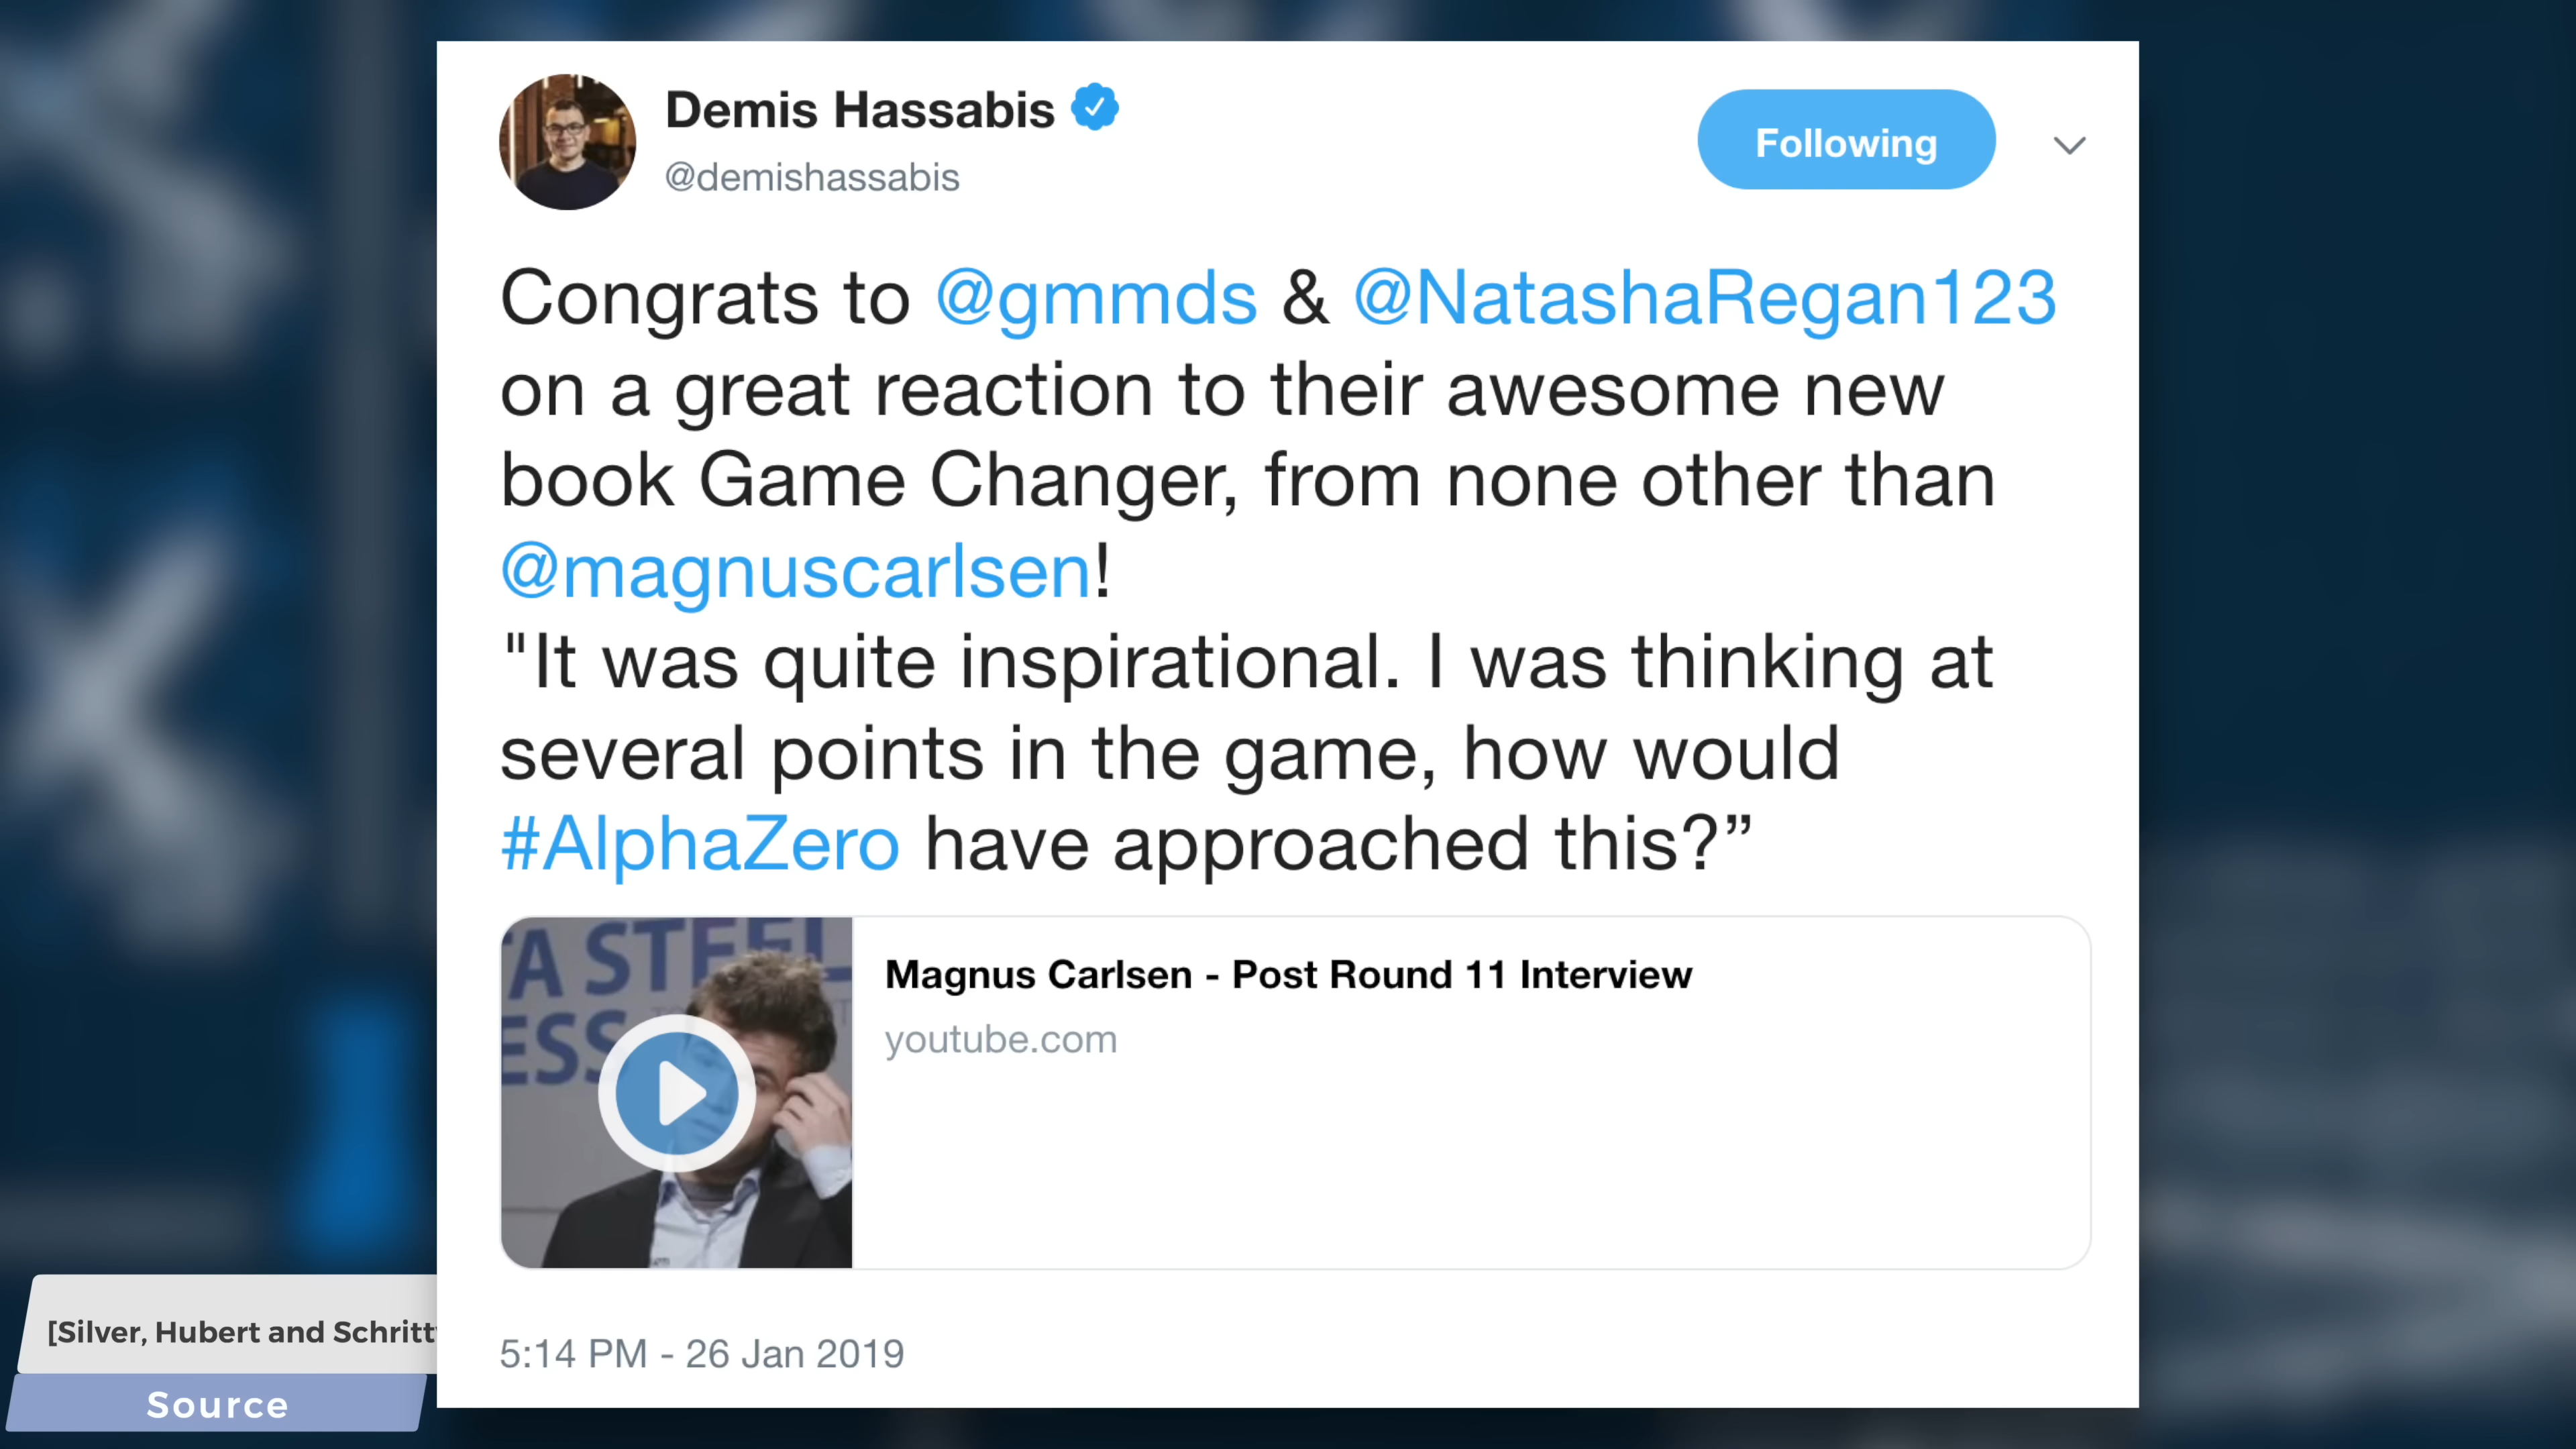 Demis Hassabis
@demishassabis
Following
Congrats to @gmmds & @NatashaRegan123
on a great reaction to their awesome new
book Game Changer, from none other than
@magnuscarlsen!
"It was quite inspirational. I was thinking at
several points in the game, how would
#AlphaZero have approached this?”
A STEEL
ESS
Magnus Carlsen - Post Round 11 Interview
youtube.com
5:14 PM - 26 Jan 2019
[Silver, Hubert and
Source